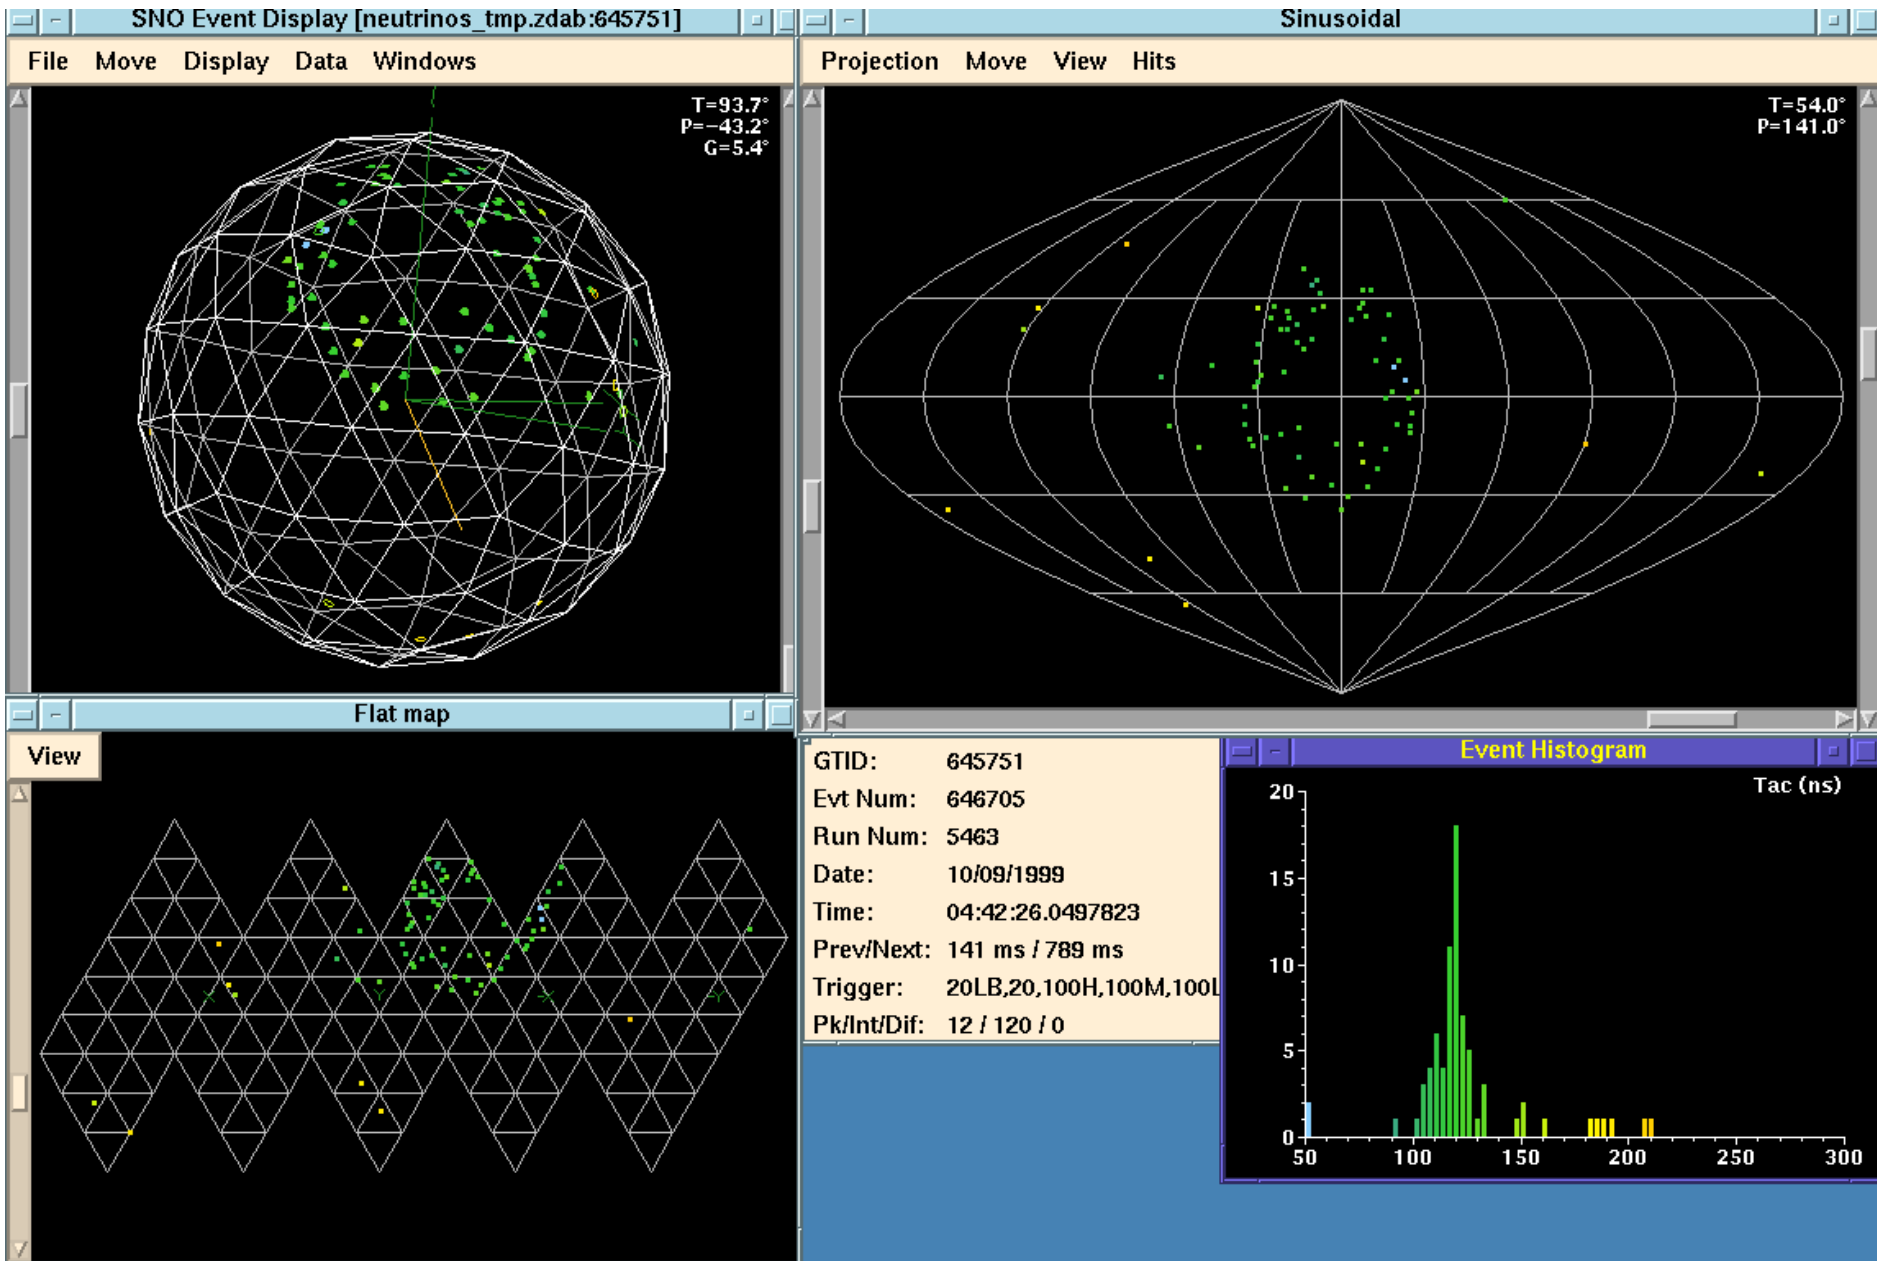 SNO Event Display [neutrinos_tmp.zdab:645751]
File Move Display Data Windows
T=93.7°
P=−43.2°
G=5.4°
Sinusoidal
Projection Move View Hits
T=54.0°
P=141.0°
Flat map
View
X
Y
-X
-Y
GTID: 645751
Evt Num: 646705
Run Num: 5463
Date: 10/09/1999
Time: 04:42:26.0497823
Prev/Next: 141 ms / 789 ms
Trigger: 20LB,20,100H,100M,100L
Pk/Int/Dif: 12 / 120 / 0
Event Histogram
Tac (ns)
20
15
10
5
0
50 100 150 200 250 300